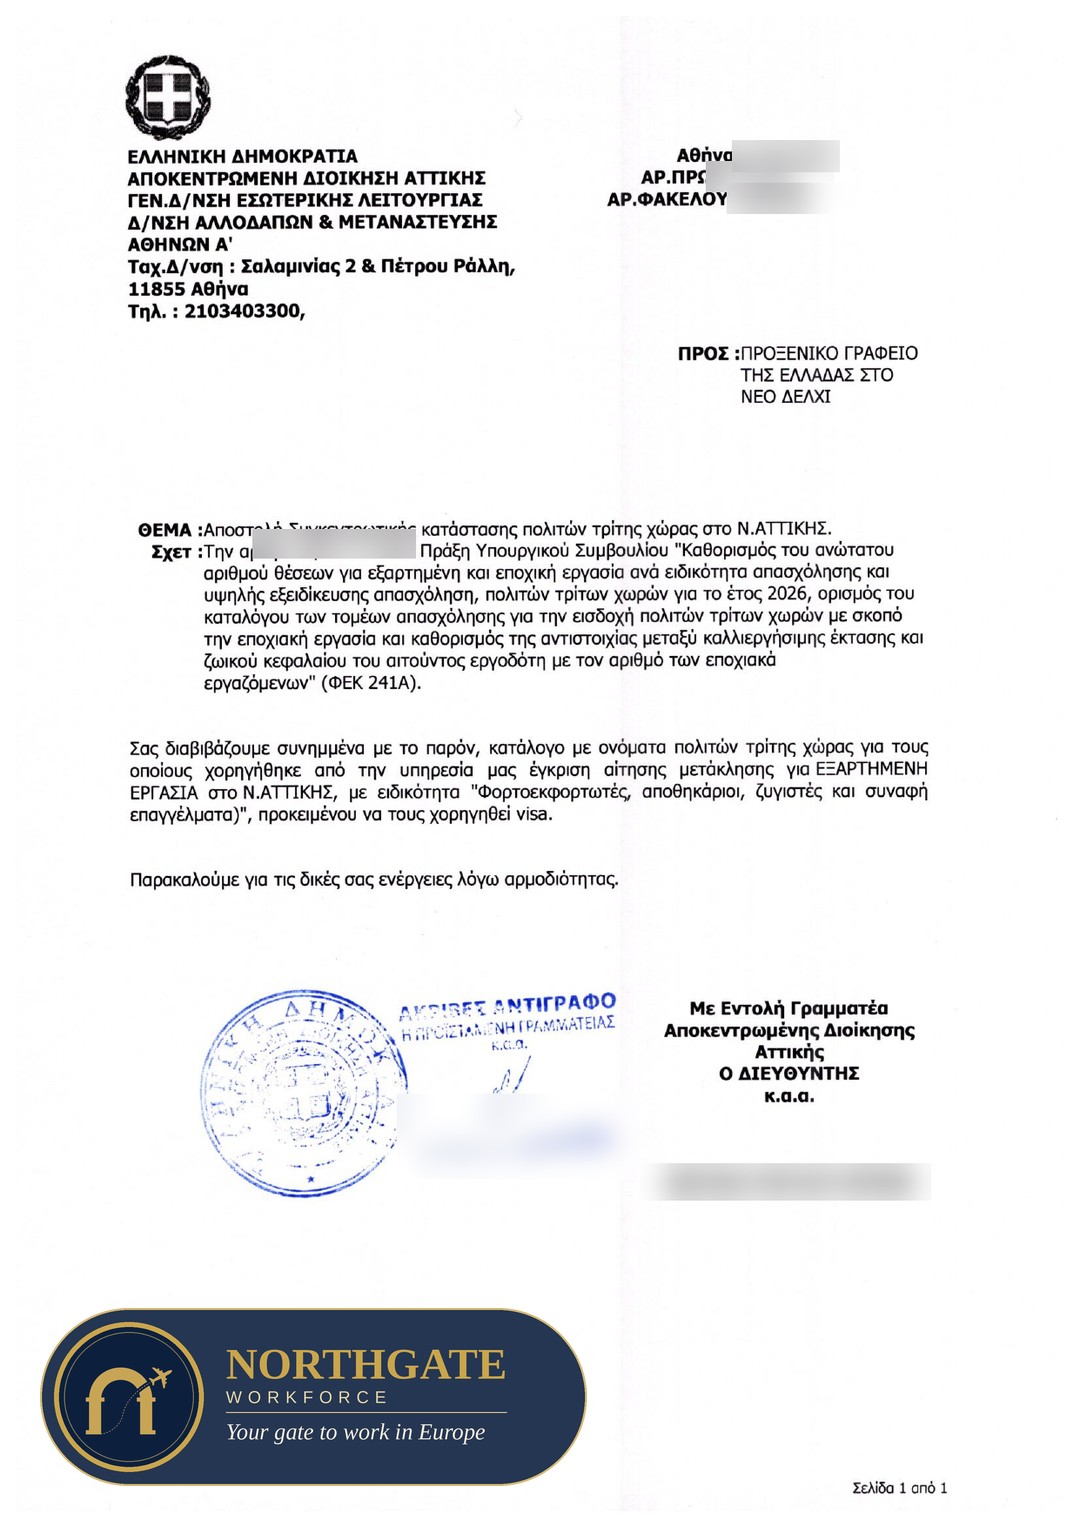 ΕΛΛΗΝΙΚΗ ΔΗΜΟΚΡΑΤΙΑ
ΑΠΟΚΕΝΤΡΩΜΕΝΗ ΔΙΟΙΚΗΣΗ ΑΤΤΙΚΗΣ
ΓΕΝ.Δ/ΝΣΗ ΕΣΩΤΕΡΙΚΗΣ ΛΕΙΤΟΥΡΓΙΑΣ
Δ/ΝΣΗ ΑΛΛΟΔΑΠΩΝ & ΜΕΤΑΝΑΣΤΕΥΣΗΣ
ΑΘΗΝΩΝ Α'
Ταχ.Δ/νση : Σαλαμινίας 2 & Πέτρου Ράλλη,
11855 Αθήνα
Τηλ. : 2103403300,
Αθήνα
ΑΡ.ΦΑΚΕΛΟΥ
ΠΡΟΣ :ΠΡΟΞΕΝΙΚΟ ΓΡΑΦΕΙΟ
ΤΗΣ ΕΛΛΑΔΑΣ ΣΤΟ
ΝΕΟ ΔΕΛΧΙ
ΘΕΜΑ :Αποστολή Συγκεντρωτικής κατάστασης πολιτών τρίτης χώρας στο Ν.ΑΤΤΙΚΗΣ.
Σχετ :Την Πράξη Υπουργικού Συμβουλίου "Καθορισμός του ανώτατου
αριθμού θέσεων για εξαρτημένη και εποχική εργασία ανά ειδικότητα απασχόλησης και
υψηλής εξειδίκευσης απασχόληση, πολιτών τρίτων χωρών για το έτος 2026, ορισμός του
καταλόγου των τομέων απασχόλησης για την εισδοχή πολιτών τρίτων χωρών με σκοπό
την εποχιακή εργασία και καθορισμός της αντιστοιχίας μεταξύ καλλιεργήσιμης έκτασης και
ζωικού κεφαλαίου του αιτούντος εργοδότη με τον αριθμό των εποχιακά
εργαζόμενων" (ΦΕΚ 241Α).
Σας διαβιβάζουμε συνημμένα με το παρόν, κατάλογο με ονόματα πολιτών τρίτης χώρας για τους
οποίους χορηγήθηκε από την υπηρεσία μας έγκριση αίτησης μετάκλησης για ΕΞΑΡΤΗΜΕΝΗ
ΕΡΓΑΣΙΑ στο Ν.ΑΤΤΙΚΗΣ, με ειδικότητα "Φορτοεκφορτωτές, αποθηκάριοι, ζυγιστές και συναφή
επαγγέλματα)", προκειμένου να τους χορηγηθεί visa.
Παρακαλούμε για τις δικές σας ενέργειες λόγω αρμοδιότητας.
ΑΚΡΙΒΕΣ ΑΝΤΙΓΡΑΦΟ
Η ΠΡΟΪΣΤΑΜΕΝΗ ΓΡΑΜΜΑΤΕΙΑΣ
κ.α.α.
Με Εντολή Γραμματέα
Αποκεντρωμένης Διοίκησης
Αττικής
Ο ΔΙΕΥΘΥΝΤΗΣ
κ.α.α.
NORTHGATE
WORKFORCE
Your gate to work in Europe
Σελίδα 1 από 1